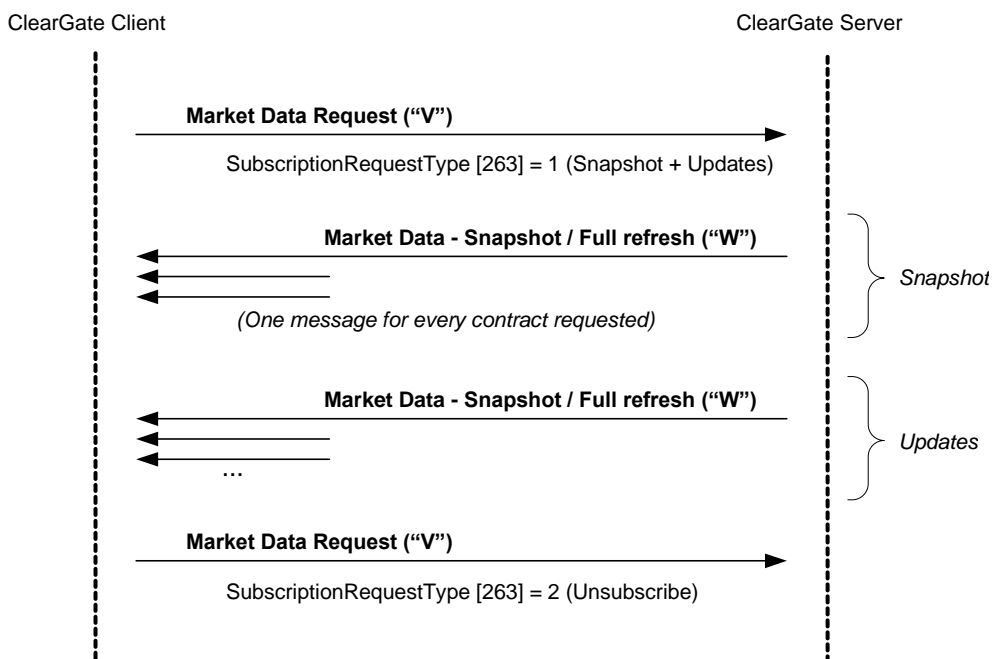 ClearGate Client
ClearGate Server
Market Data Request (“V”)
SubscriptionRequestType [263] = 1 (Snapshot + Updates)
Market Data - Snapshot / Full refresh (“W”)
Snapshot
(One message for every contract requested)
Market Data - Snapshot / Full refresh (“W”)
Updates
...
Market Data Request (“V”)
SubscriptionRequestType [263] = 2 (Unsubscribe)